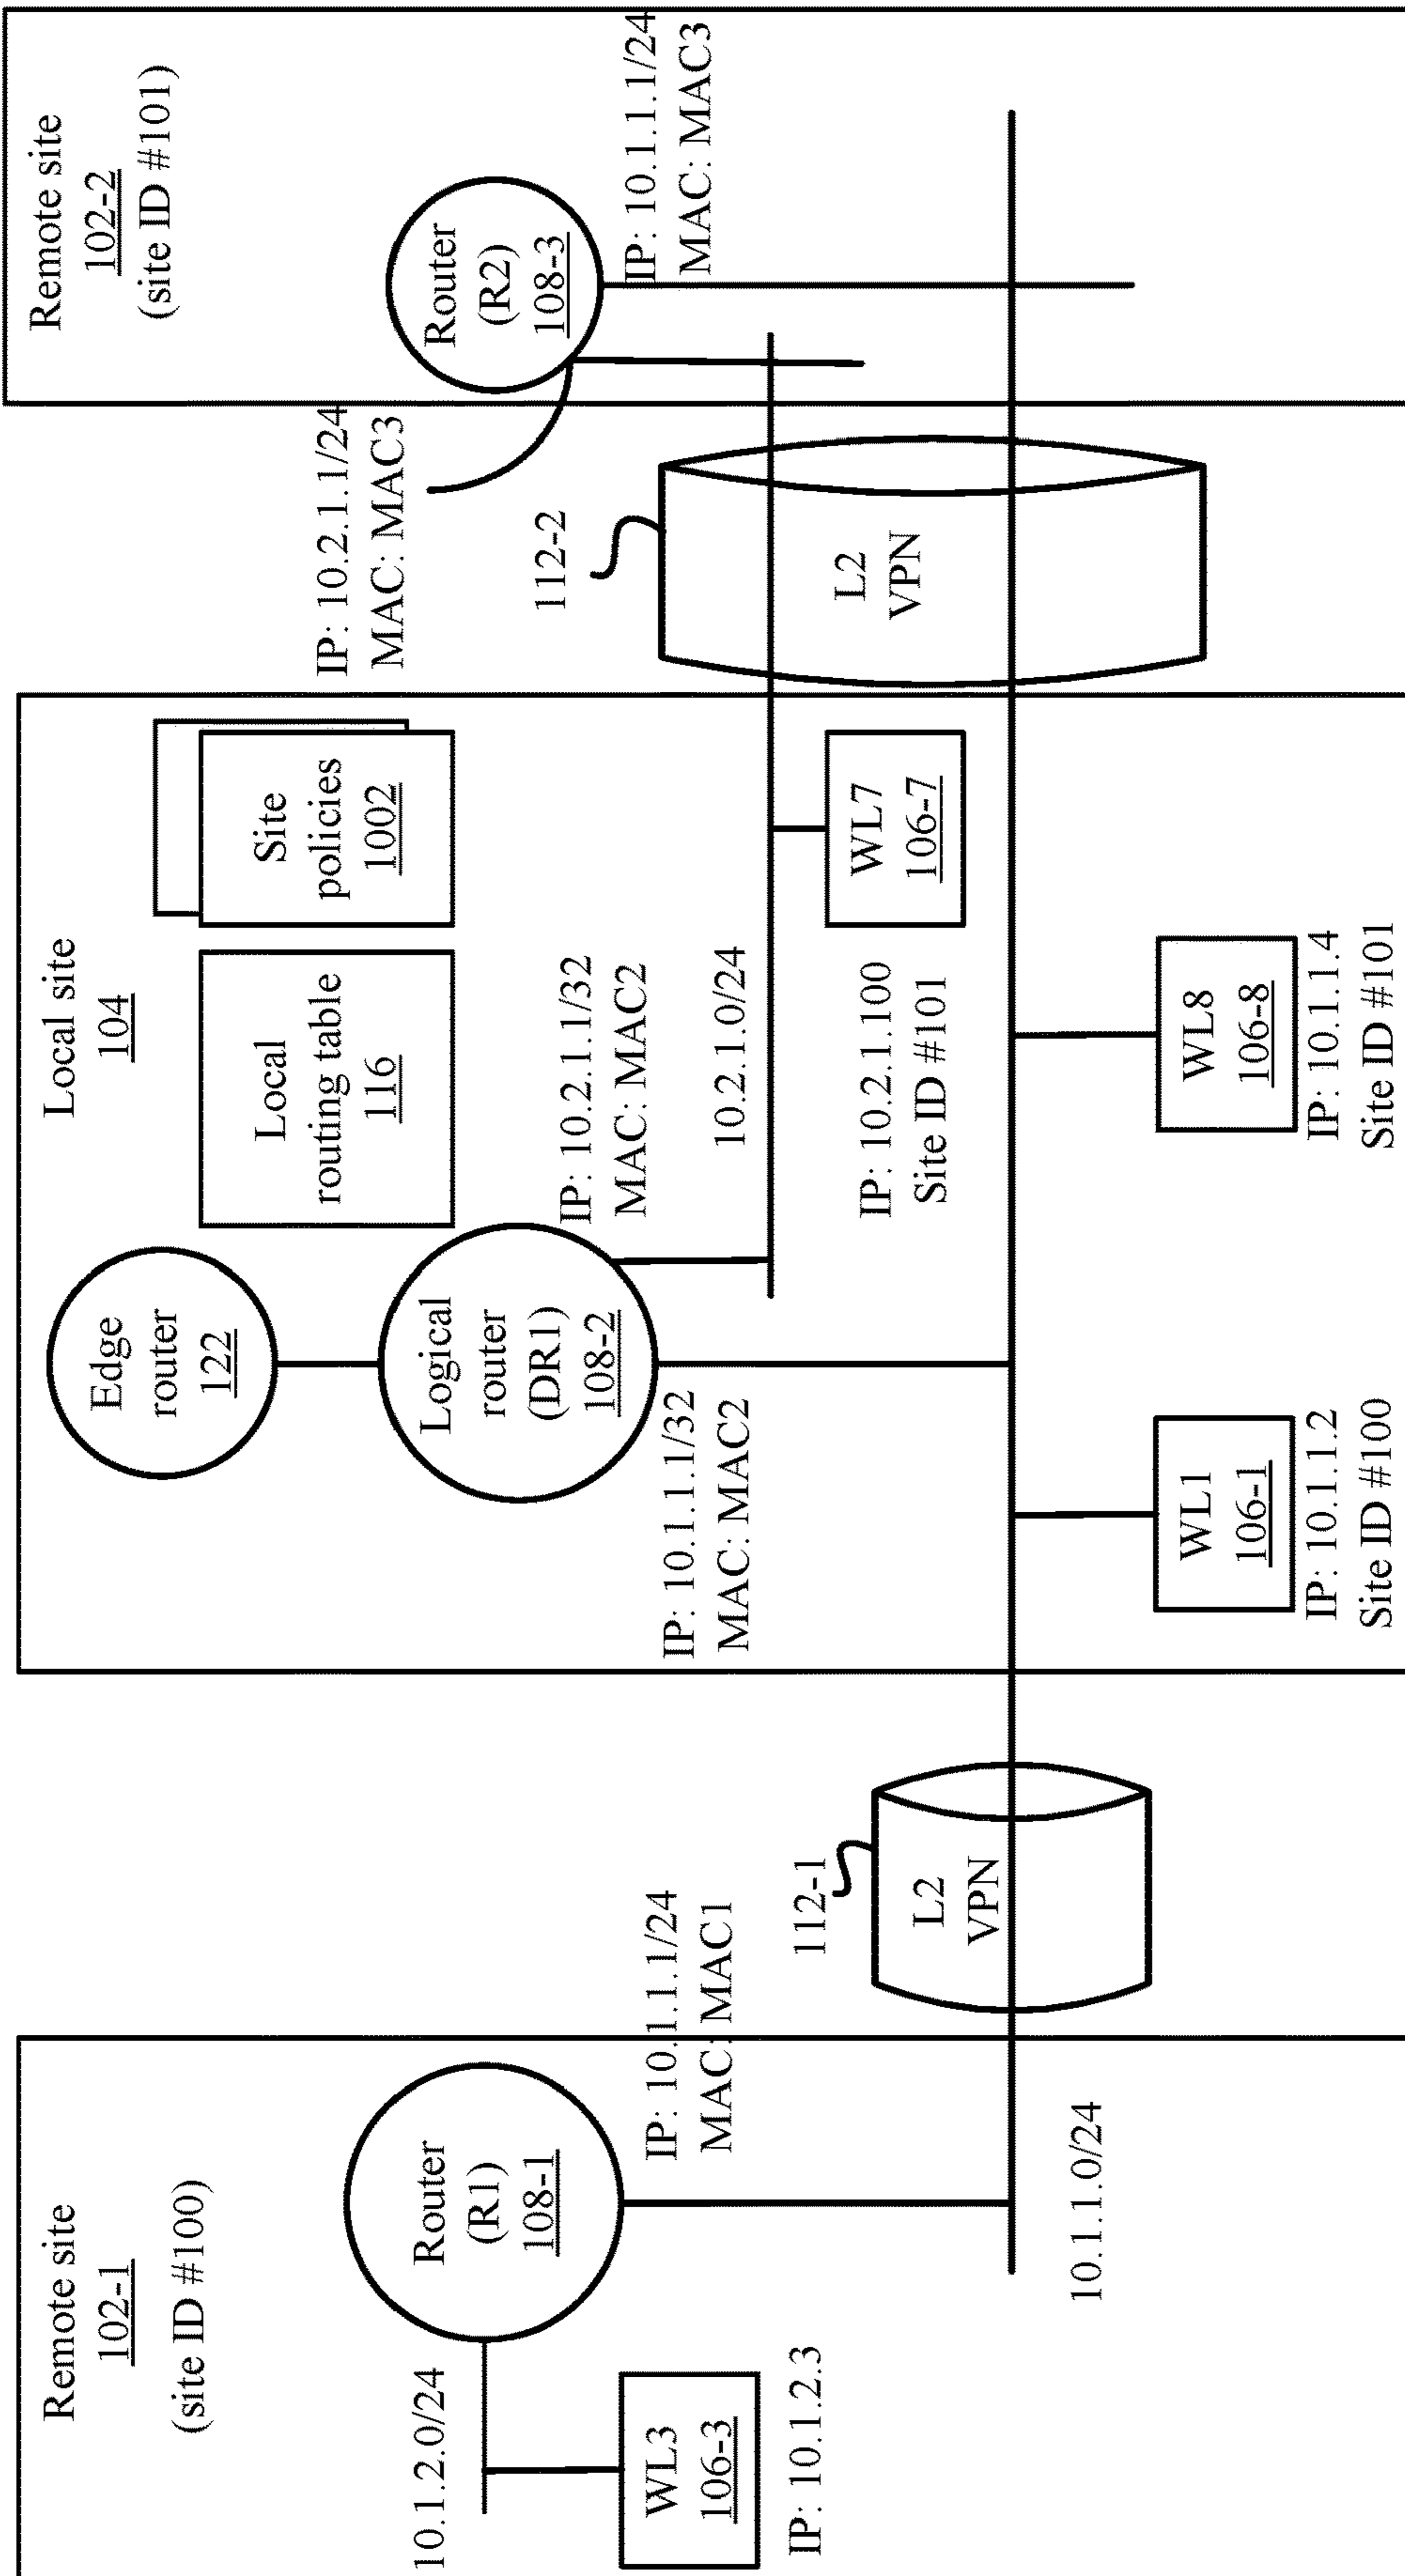 Remote site
102-1
(site ID #100)
10.1.2.0/24
WL3
106-3
IP: 10.1.2.3
Router
(R1)
108-1
IP: 10.1.1.1/24
MAC: MAC1
10.1.1.0/24
112-1
L2
VPN
Local site
104
Edge
router
122
Local
routing table
116
Site
policies
1002
Logical
router
(DR1)
108-2
IP: 10.2.1.1/32
MAC: MAC2
IP: 10.1.1.1/32
MAC: MAC2
10.2.1.0/24
WL7
106-7
IP: 10.2.1.100
Site ID #101
WL1
106-1
IP: 10.1.1.2
Site ID #100
WL8
106-8
IP: 10.1.1.4
Site ID #101
IP: 10.2.1.1/24
MAC: MAC3
112-2
L2
VPN
Remote site
102-2
(site ID #101)
Router
(R2)
108-3
IP: 10.1.1.1/24
MAC: MAC3